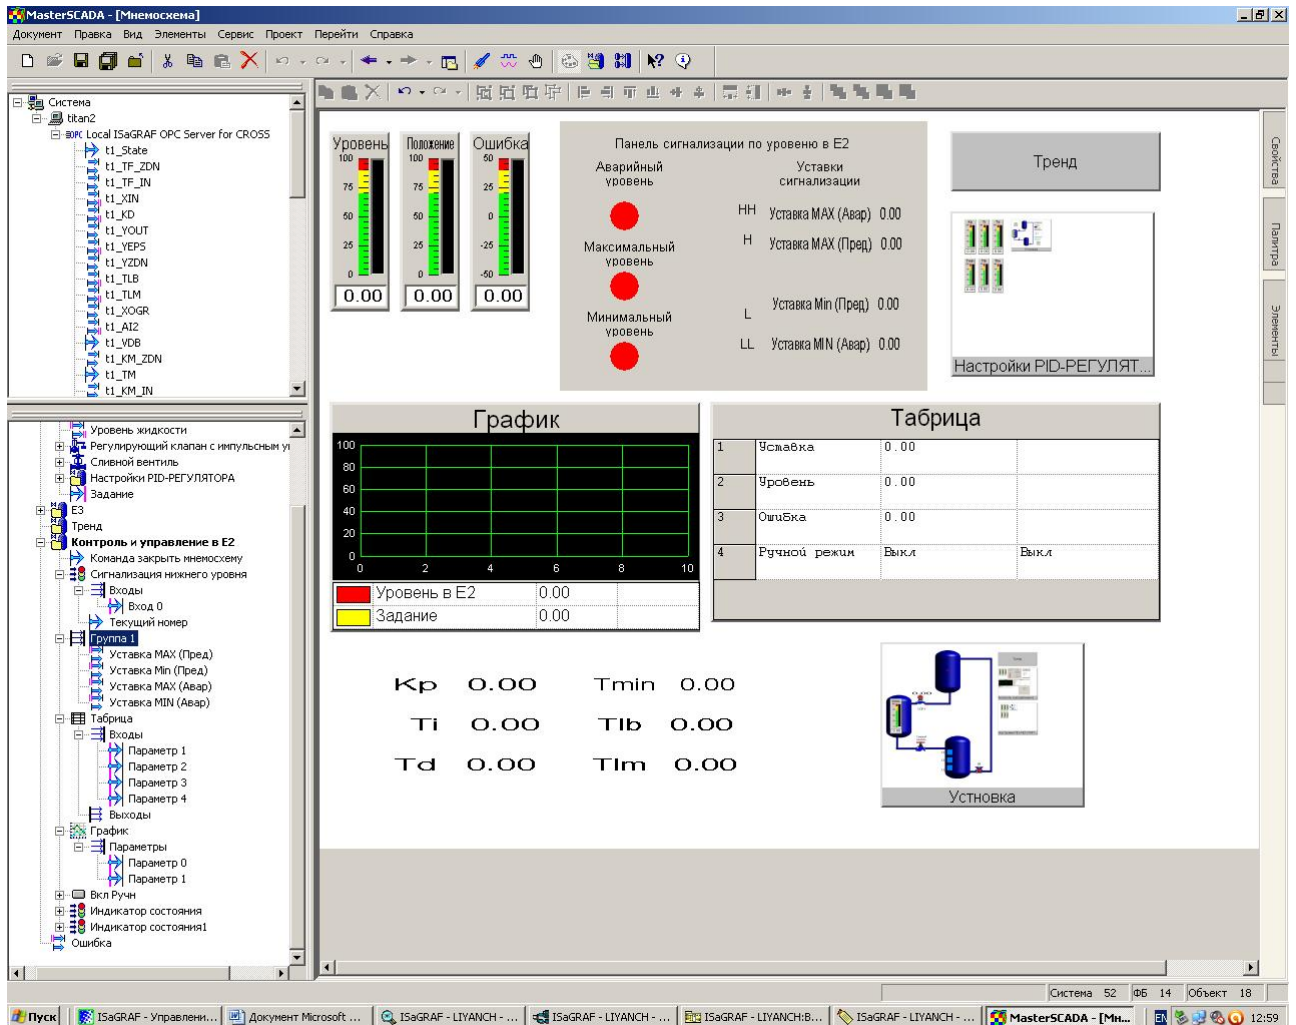 MasterSCADA - [Мнемосхема]
Документ Правка Вид Элементы Сервис Проект Перейти Справка
Система
titan2
Local ISaGRAF OPC Server for CROSS
t1_State
t1_TF_ZDN
t1_TF_IN
t1_XIN
t1_KD
t1_YOUT
t1_YEPS
t1_YZDN
t1_TLB
t1_TLM
t1_XOGR
t1_AI2
t1_VDB
t1_KM_ZDN
t1_TM
t1_KM_IN
Уровень жидкости
Регулирующий клапан с импульсным уп
Сливной вентиль
Настройки PID-РЕГУЛЯТОРА
Задание
E3
Тренд
Контроль и управление в E2
Команда закрыть мнемосхему
Сигнализация нижнего уровня
Входы
Вход 0
Текущий номер
Группа 1
Уставка MAX (Пред)
Уставка Min (Пред)
Уставка MAX (Авар)
Уставка MIN (Авар)
Табрица
Входы
Параметр 1
Параметр 2
Параметр 3
Параметр 4
Выходы
График
Параметры
Параметр 0
Параметр 1
Вкл Ручн
Индикатор состояния
Индикатор состояния1
Ошибка
Уровень Положение Ошибка
100 100 50
75 75 25
50 50 0
25 25 -25
0 0 -50
0.00 0.00 0.00
Панель сигнализации по уровеню в E2
Аварийный
уровень
Уставки
сигнализации
HH Уставка MAX (Авар) 0.00
H Уставка MAX (Пред) 0.00
Максимальный
уровень
Уставка Min (Пред) 0.00
L
Минимальный
уровень
LL Уставка MIN (Авар) 0.00
Тренд
Настройки PID-РЕГУЛЯТ...
Свойства
Палитра
Элементы
График
100
80
60
40
20
0
0 2 4 6 8 10
Уровень в E2 0.00
Задание 0.00
Табрица
1 Уставка 0.00
2 Уровень 0.00
3 Ошибка 0.00
4 Ручной режим Выкл Выкл
Kp 0.00 Tmin 0.00
Ti 0.00 Tlb 0.00
Td 0.00 Tlm 0.00
Устновка
Система 52 ФБ 14 Объект 18
Пуск ISaGRAF - Управлени... Документ Microsoft ... ISaGRAF - LIYANCH - ... ISaGRAF - LIYANCH - ... ISaGRAF - LIYANCH:B... ISaGRAF - LIYANCH - ... MasterSCADA - [Мн... EN 12:59